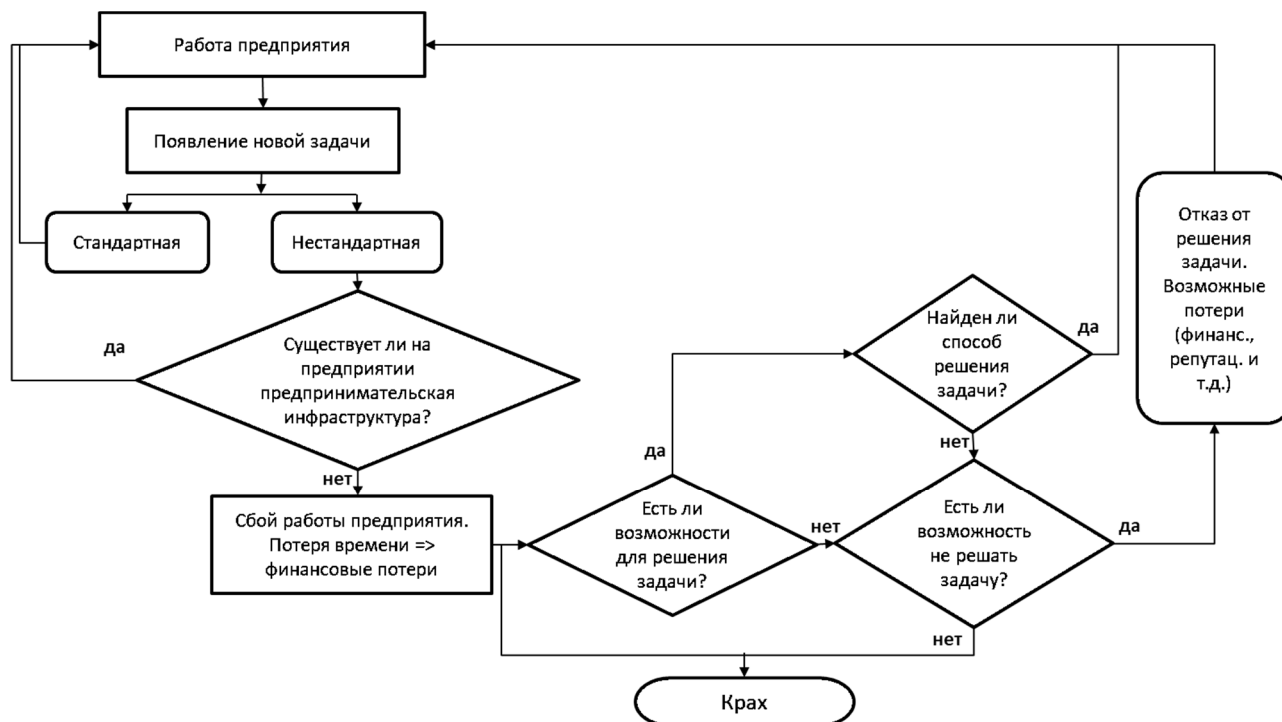 Работа предприятия
Появление новой задачи
Стандартная
Нестандартная
да
Существует ли на
предприятии
предпринимательская
инфраструктура?
нет
Сбой работы предприятия.
Потеря времени =>
финансовые потери
да
Есть ли
возможности
для решения
задачи?
нет
Найден ли
способ
решения
задачи?
да
нет
Есть ли
возможность
не решать
задачу?
да
нет
Отказ от
решения
задачи.
Возможные
потери
(финанс.,
репутац. и
т.д.)
Крах